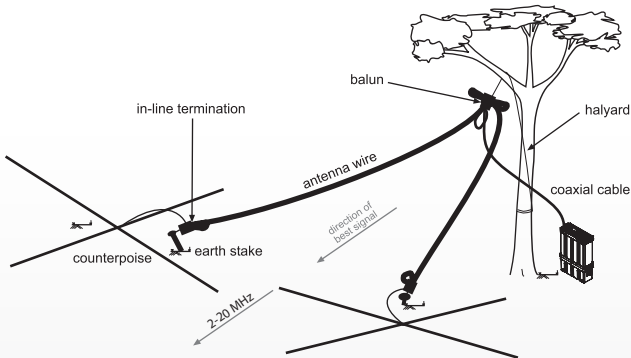 balun
in-line termination
halyard
antenna wire
coaxial cable
direction of
best signal
earth stake
counterpoise
2-20 MHz